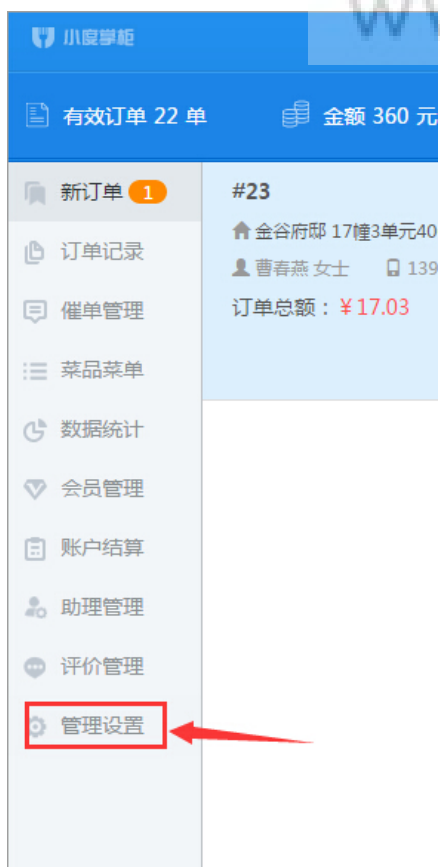 小度掌柜
有效订单 22 单 金额 360 元
新订单 1
#23
金谷府邸 17幢3单元40
曹春燕 女士 139
订单总额：¥17.03
订单记录
催单管理
菜品菜单
数据统计
会员管理
账户结算
助理管理
评价管理
管理设置